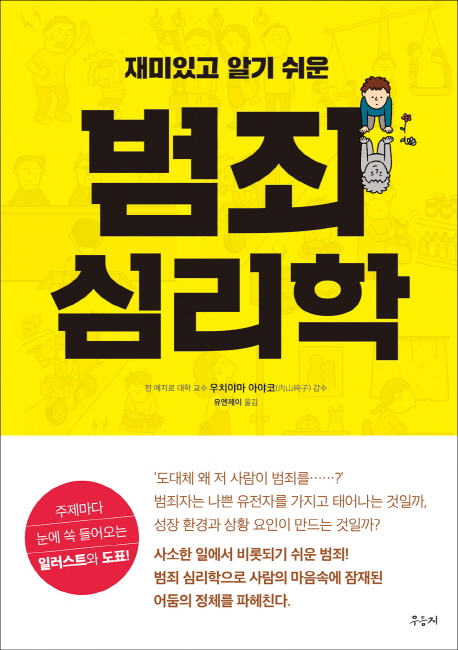 재미있고 알기 쉬운
범죄
심리학
전 메지로 대학 교수 우치야마 아야코(内山絢子) 감수
유엔제이 옮김
'도대체 왜 저 사람이 범죄를……?'
범죄자는 나쁜 유전자를 가지고 태어나는 것일까,
성장 환경과 상황 요인이 만드는 것일까?
사소한 일에서 비롯되기 쉬운 범죄!
범죄 심리학으로 사람의 마음속에 잠재된
어둠의 정체를 파헤친다.
주제마다
눈에 쏙 들어오는
일러스트와 도표!
우듬지